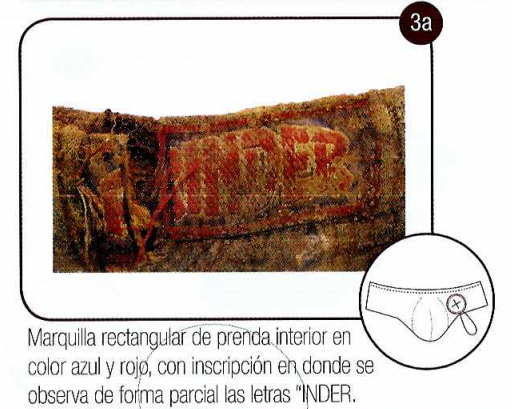 3a
INDER
Marquilla rectangular de prenda interior en
color azul y rojo, con inscripción en donde se
observa de forma parcial las letras "INDER.